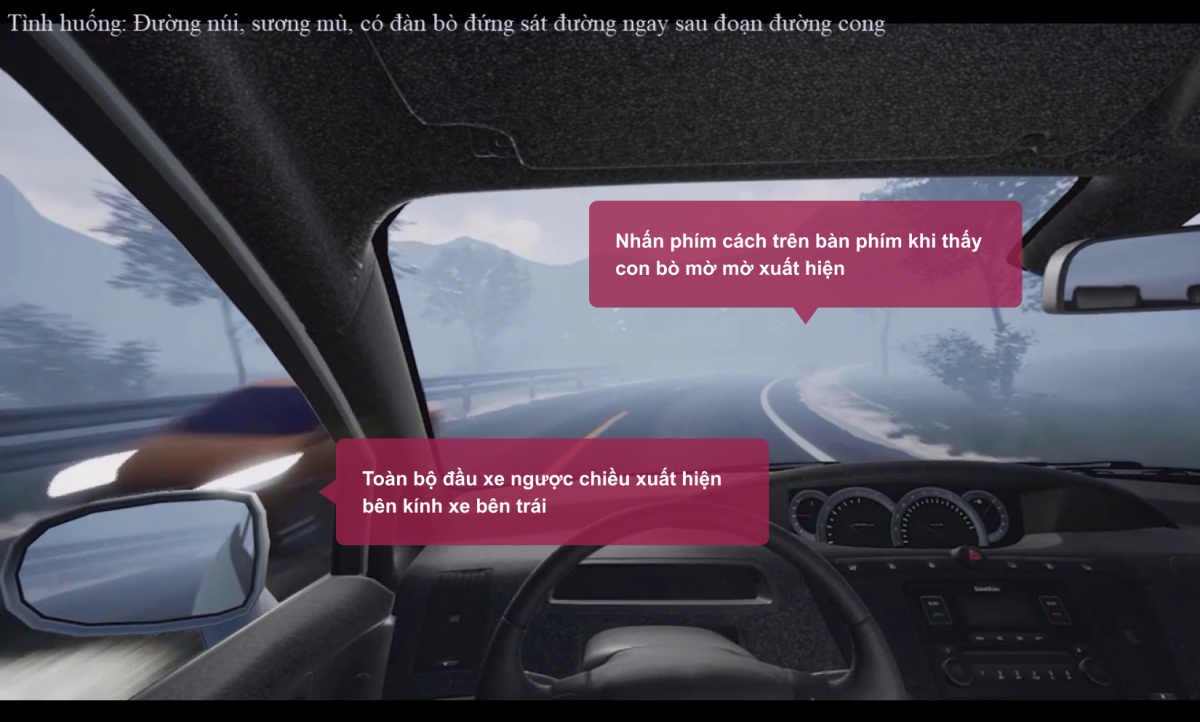 Tình huống: Đường núi, sương mù, có đàn bò đứng sát đường ngay sau đoạn đường cong
Nhấn phím cách trên bàn phím khi thấy
con bò mờ mờ xuất hiện
Toàn bộ đầu xe ngược chiều xuất hiện
bên kính xe bên trái